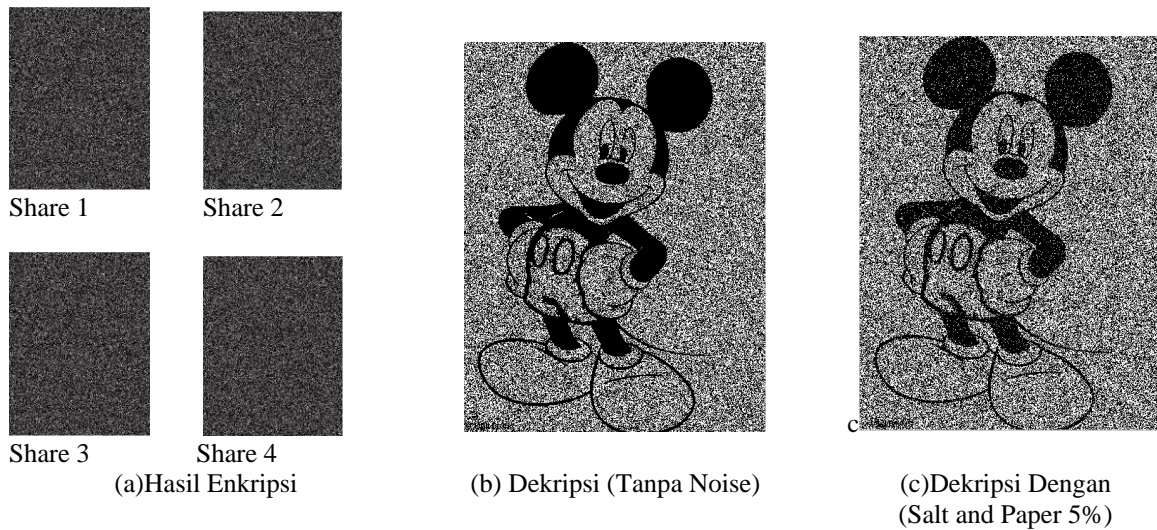 Share 1
Share 2
Share 3
Share 4
(a)Hasil Enkripsi
(b) Dekripsi (Tanpa Noise)
c
(c)Dekripsi Dengan
(Salt and Paper 5%)